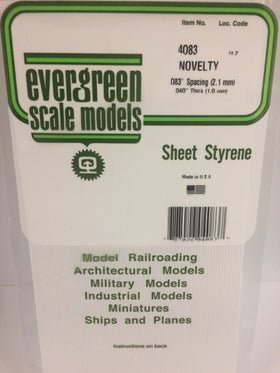 Item No. Loc. Code
4083
NOVELTY
.083" Spacing (2.1 mm)
.040" Thick (1.0 mm)
evergreen
scale models
Sheet Styrene
Made in U S A
Model Railroading
Architectural Models
Military Models
Industrial Models
Miniatures
Ships and Planes
Instructions on back